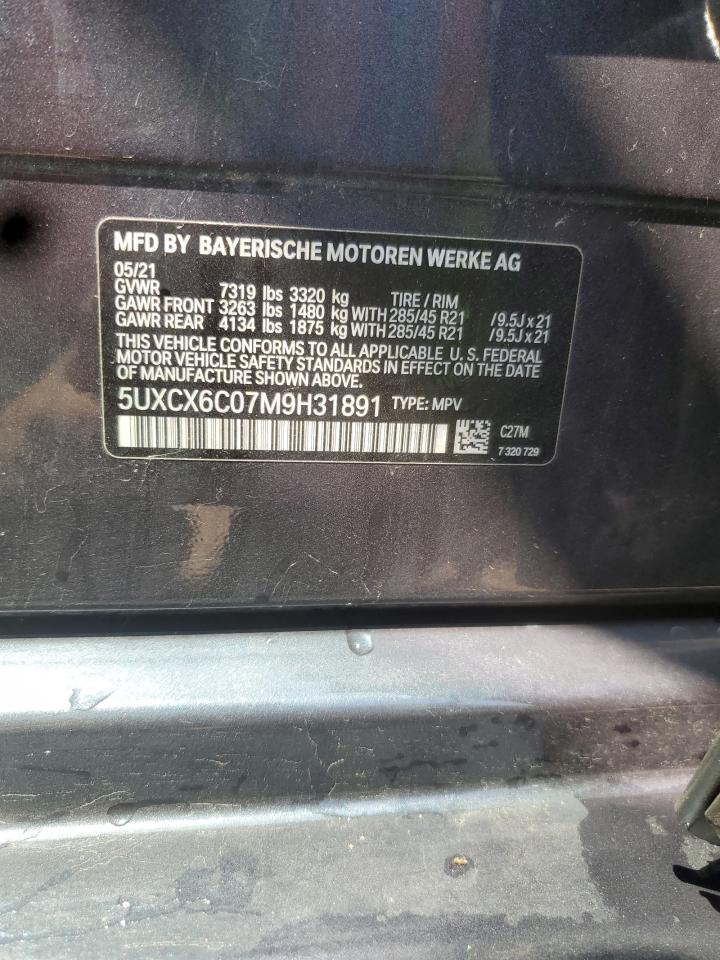 MFD BY BAYERISCHE MOTOREN WERKE AG
05/21
GVWR 7319 lbs 3320 kg TIRE / RIM
GAWR FRONT 3263 lbs 1480 kg WITH 285/45 R21 /9.5J x 21
GAWR REAR 4134 lbs 1875 kg WITH 285/45 R21 /9.5J x 21
THIS VEHICLE CONFORMS TO ALL APPLICABLE U. S. FEDERAL
MOTOR VEHICLE SAFETY STANDARDS IN EFFECT ON THE DATE
OF MANUFACTURE SHOWN ABOVE.
5UXCX6C07M9H31891 TYPE: MPV
C27M
7 320 729